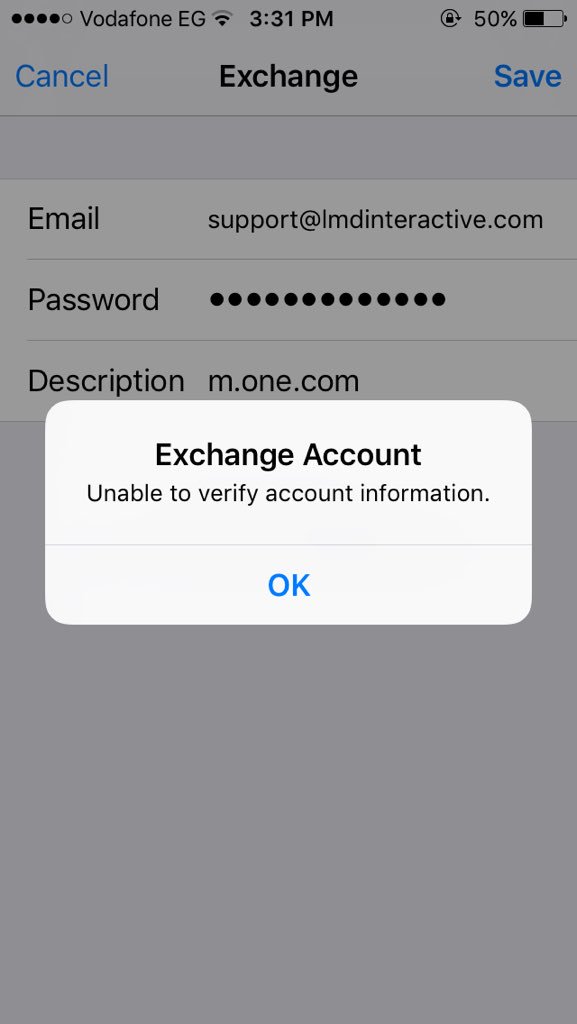 Vodafone EG 3:31 PM 50%
Cancel Exchange Save
Email support@lmdinteractive.com
Password ●●●●●●●●●●●●●
Description m.one.com
Exchange Account
Unable to verify account information.
OK